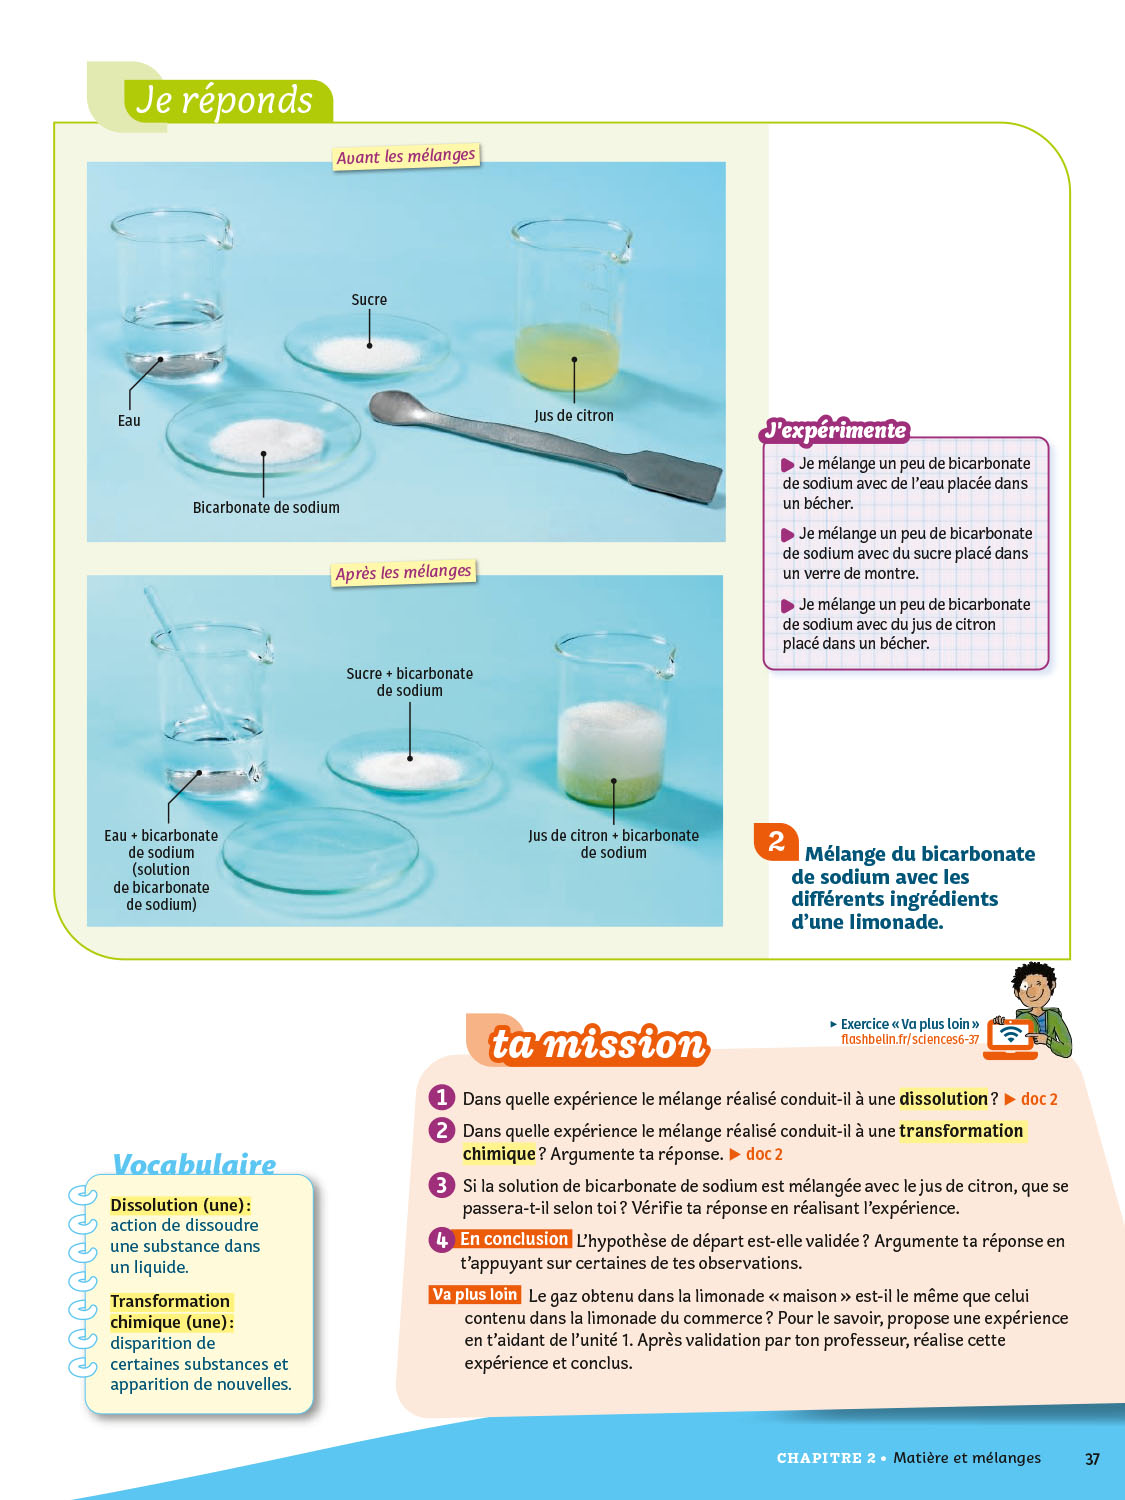 Je réponds
Avant les mélanges
Sucre
Eau
Jus de citron
Bicarbonate de sodium
Après les mélanges
Sucre + bicarbonate
de sodium
Eau + bicarbonate
de sodium
(solution
de bicarbonate
de sodium)
Jus de citron + bicarbonate
de sodium
J'expérimente
Je mélange un peu de bicarbonate
de sodium avec de l'eau placée dans
un bécher.
Je mélange un peu de bicarbonate
de sodium avec du sucre placé dans
un verre de montre.
Je mélange un peu de bicarbonate
de sodium avec du jus de citron
placé dans un bécher.
2 Mélange du bicarbonate
de sodium avec les
différents ingrédients
d'une limonade.
ta mission
▸ Exercice « Va plus loin »
flashbelin.fr/sciences6-37
1 Dans quelle expérience le mélange réalisé conduit-il à une dissolution ? ▶ doc 2
2 Dans quelle expérience le mélange réalisé conduit-il à une transformation
chimique ? Argumente ta réponse. ▶ doc 2
3 Si la solution de bicarbonate de sodium est mélangée avec le jus de citron, que se
passera-t-il selon toi ? Vérifie ta réponse en réalisant l'expérience.
4 En conclusion L'hypothèse de départ est-elle validée ? Argumente ta réponse en
t'appuyant sur certaines de tes observations.
Va plus loin Le gaz obtenu dans la limonade « maison » est-il le même que celui
contenu dans la limonade du commerce ? Pour le savoir, propose une expérience
en t'aidant de l'unité 1. Après validation par ton professeur, réalise cette
expérience et conclus.
Vocabulaire
Dissolution (une) :
action de dissoudre
une substance dans
un liquide.
Transformation
chimique (une) :
disparition de
certaines substances et
apparition de nouvelles.
CHAPITRE 2 • Matière et mélanges 37